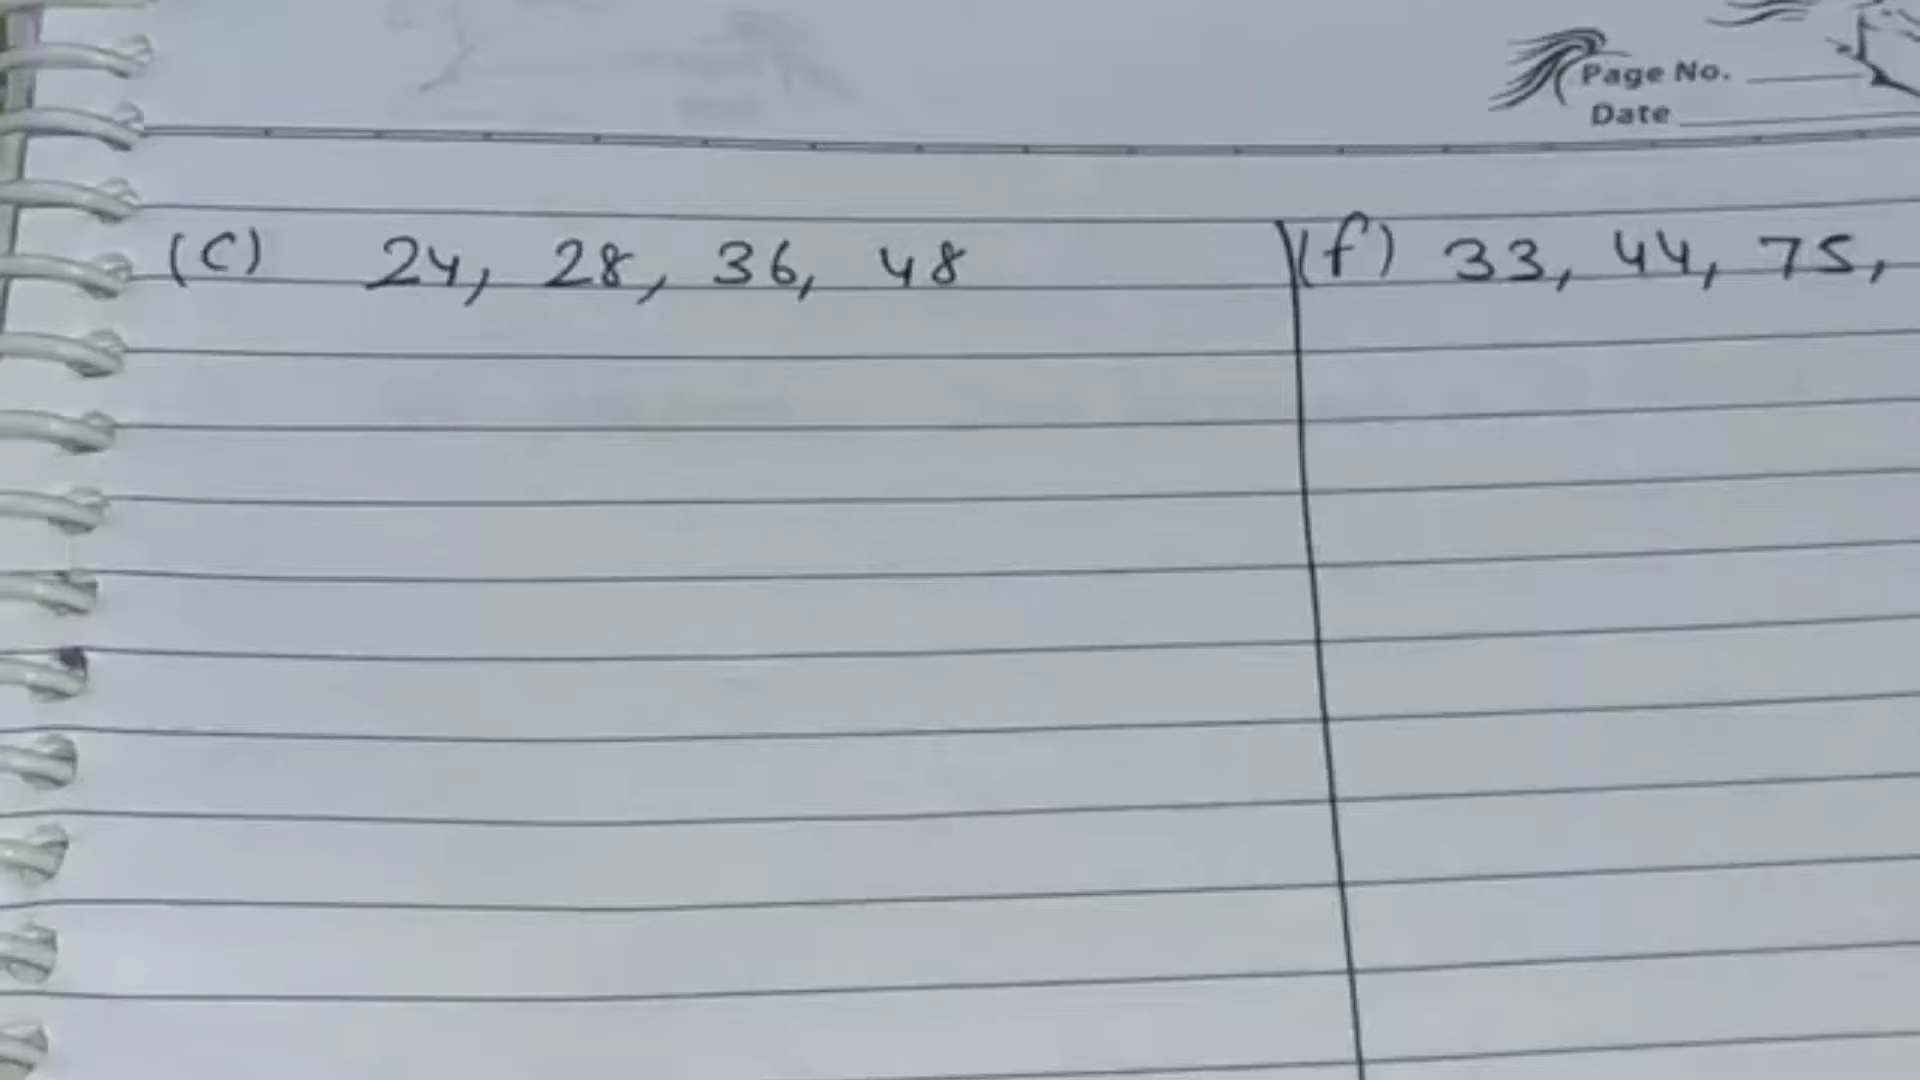 Page No.
Date
(C) 24, 28, 36, 48
(f) 33, 44, 75,